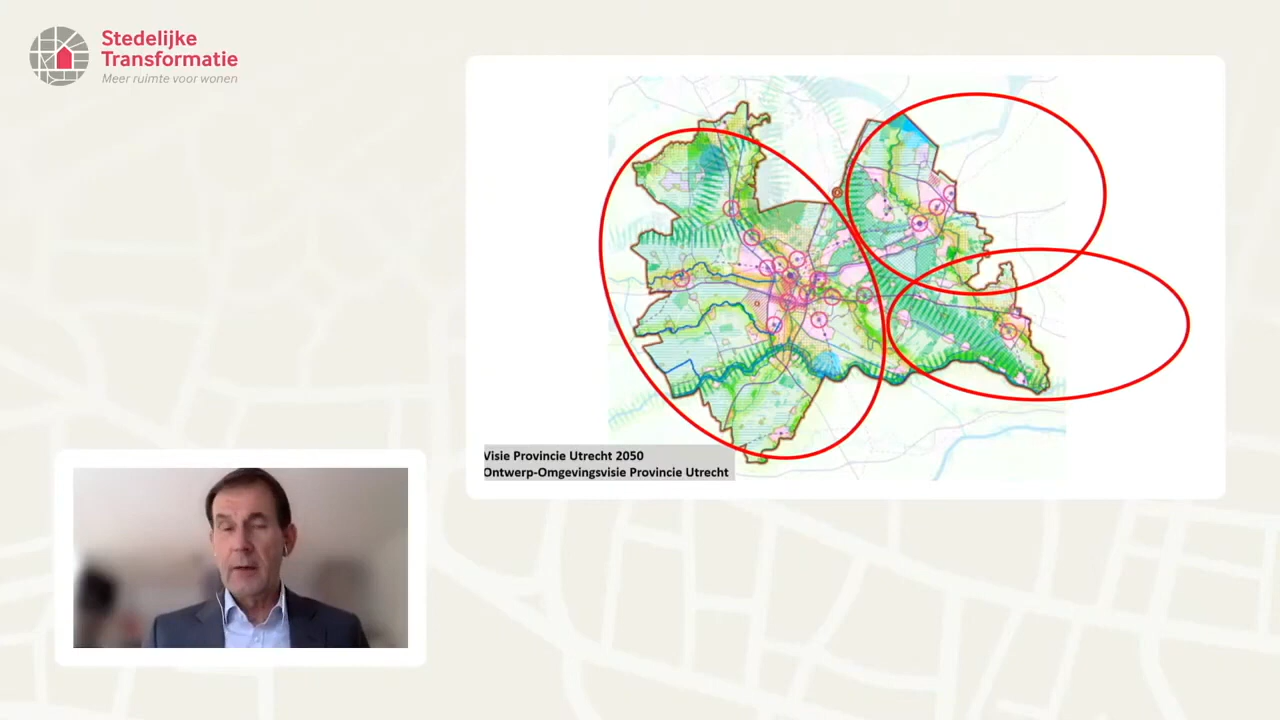 Stedelijke
Transformatie
Meer ruimte voor wonen
Visie Provincie Utrecht 2050
Ontwerp-Omgevingsvisie Provincie Utrecht